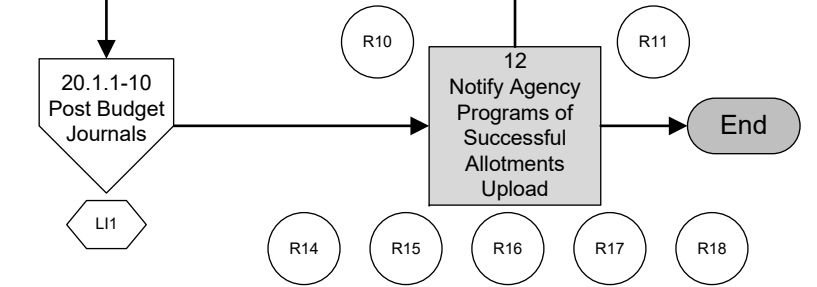 R10
R11
20.1.1-10
Post Budget
Journals
12
Notify Agency
Programs of
Successful
Allotments
Upload
End
LI1
R14
R15
R16
R17
R18